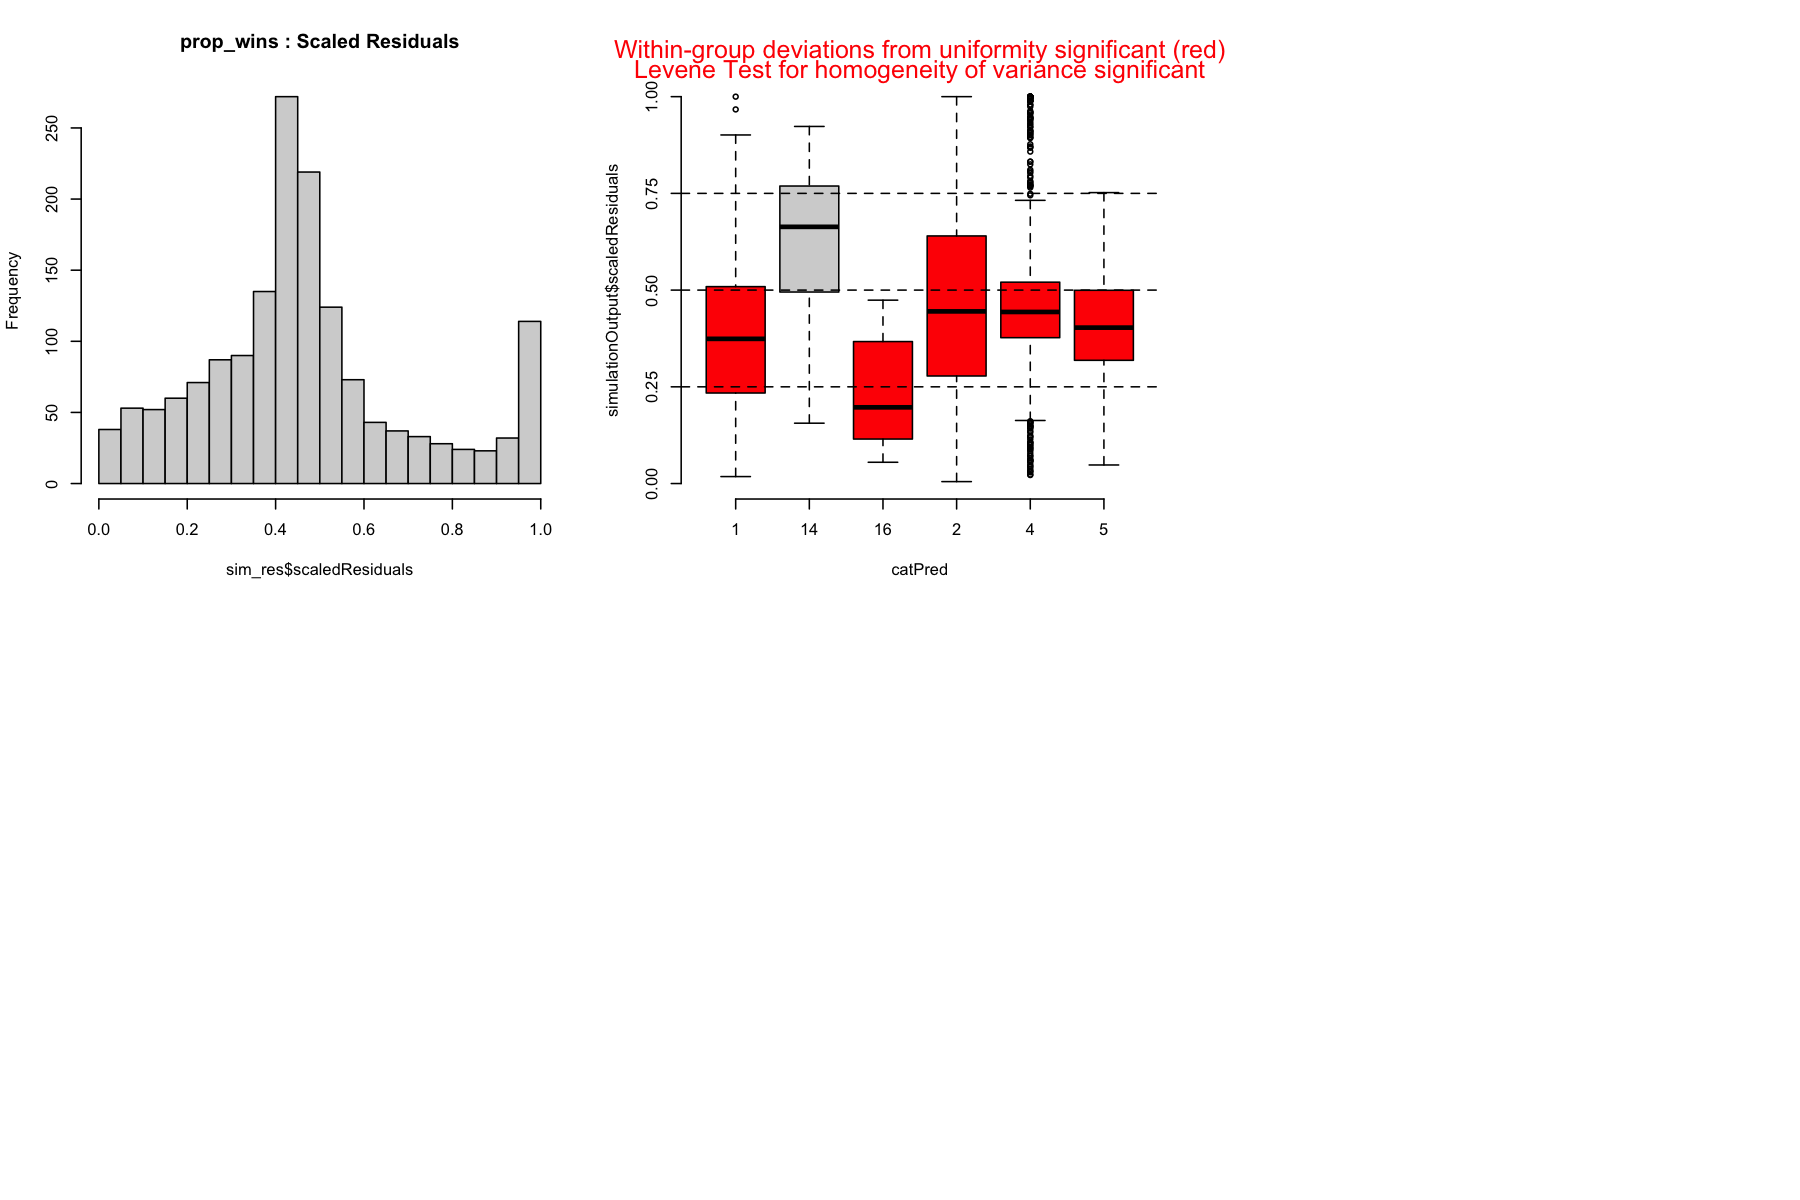 prop_wins : Scaled Residuals
Frequency
0
50
100
150
200
250
0.0 0.2 0.4 0.6 0.8 1.0
sim_res$scaledResiduals
Within-group deviations from uniformity significant (red)
Levene Test for homogeneity of variance significant
simulationOutput$scaledResiduals
0.00
0.25
0.50
0.75
1.00
1 14 16 2 4 5
catPred